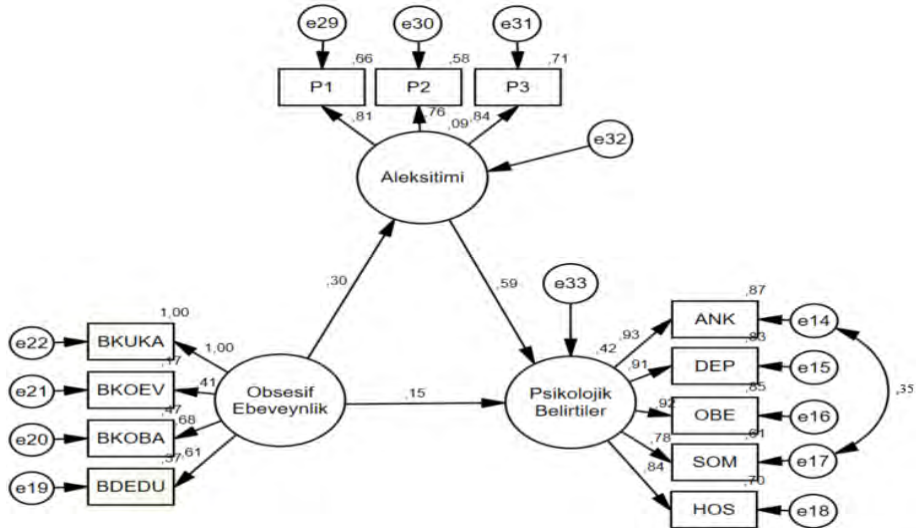 e29 e30 e31
,66 ,58 ,71
P1 P2 P3
,81 ,76 ,09 ,84
e32
Aleksitimi
,30 ,59
e33
,87
ANK e14
1,00 ,93 ,83
e22 BKUKA 1,00 ,42 ,91 DEP e15
,17 ,85 ,35
e21 BKOEV ,41 Obsesif Ebeveynlik ,15 Psikolojik Belirtiler ,92 OBE e16
,47 ,68 ,78 ,61
e20 BKOBA SOM e17
,37 ,61 ,84 ,70
e19 BDEDU HOS e18